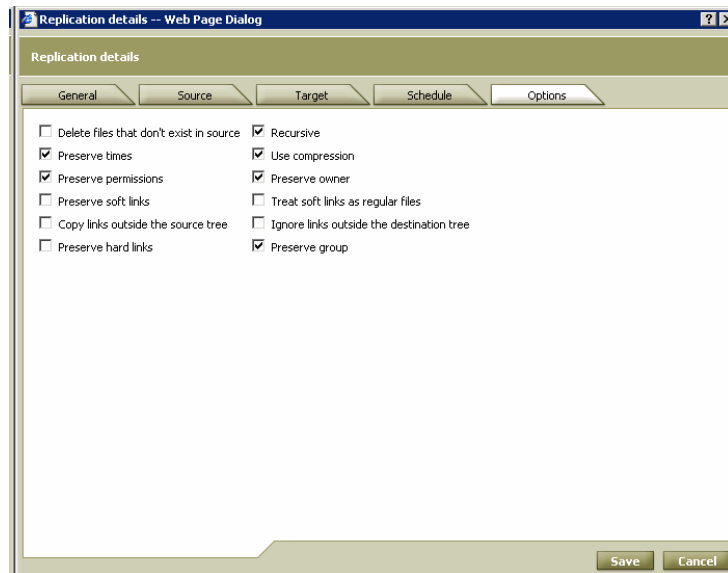 Replication details -- Web Page Dialog
Replication details
General Source Target Schedule Options
Delete files that don't exist in source Recursive
Preserve times Use compression
Preserve permissions Preserve owner
Preserve soft links Treat soft links as regular files
Copy links outside the source tree Ignore links outside the destination tree
Preserve hard links Preserve group
Save Cancel